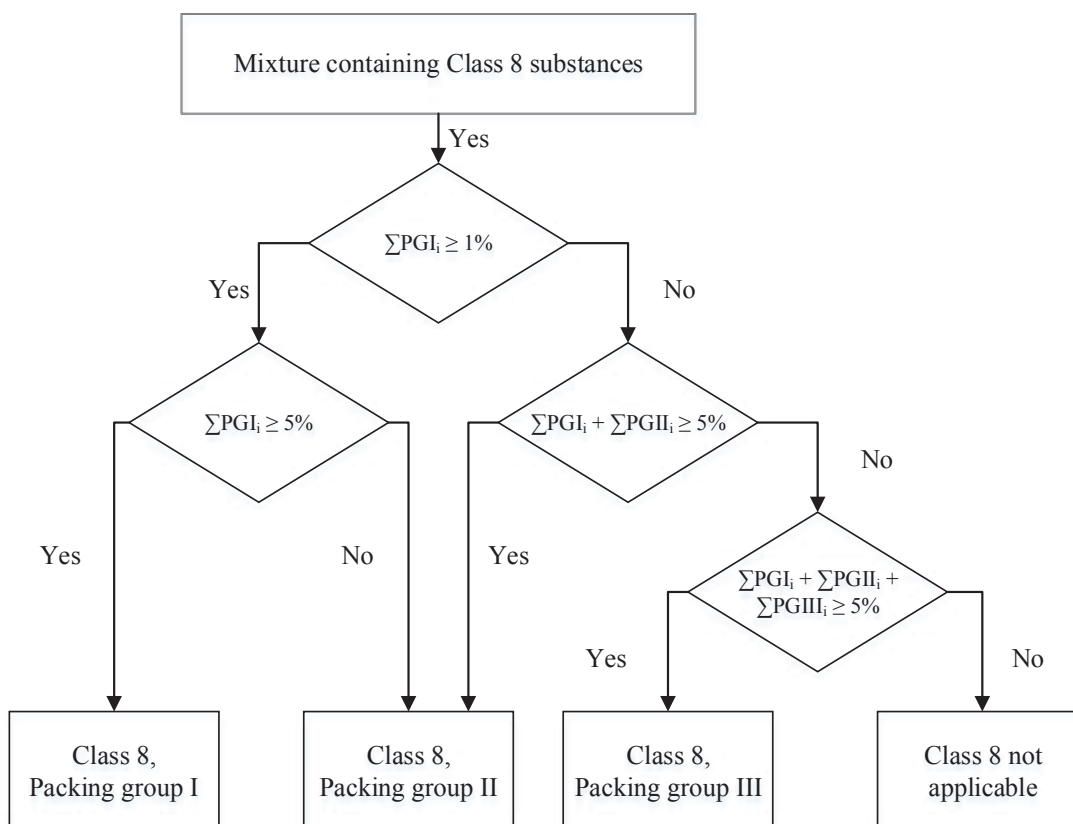 Mixture containing Class 8 substances
Yes
∑PGIᵢ ≥ 1%
Yes
No
∑PGIᵢ ≥ 5%
∑PGIᵢ + ∑PGIIᵢ ≥ 5%
No
Yes
No
Yes
∑PGIᵢ + ∑PGIIᵢ +
∑PGIIIᵢ ≥ 5%
Yes
No
Class 8,
Packing group I
Class 8,
Packing group II
Class 8,
Packing group III
Class 8 not
applicable